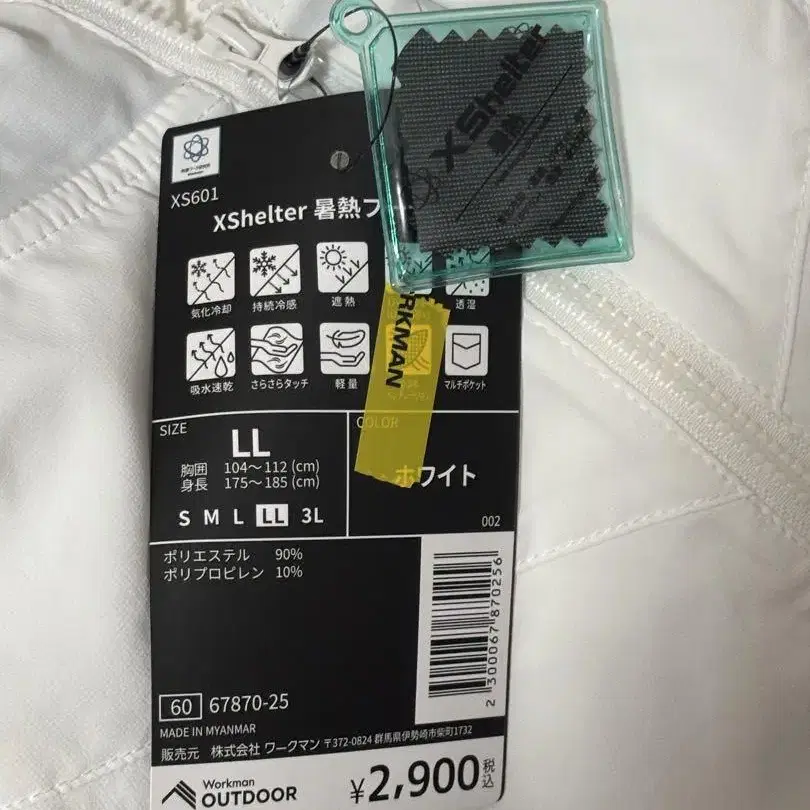 XShelter
XS601
XShelter 暑熱フ
気化冷却
持続冷感
遮熱
透湿
吸水速乾
さらさらタッチ
軽量
マルチポケット
WORKMAN
SIZE
LL
胸囲 104～112 (cm)
身長 175～185 (cm)
S M L LL 3L
COLOR
ホワイト
002
ポリエステル 90%
ポリプロピレン 10%
2 300067 870256
60 67870-25
MADE IN MYANMAR
販売元 株式会社 ワークマン 〒372-0824 群馬県伊勢崎市柴町1732
Workman
OUTDOOR
¥2,900税込